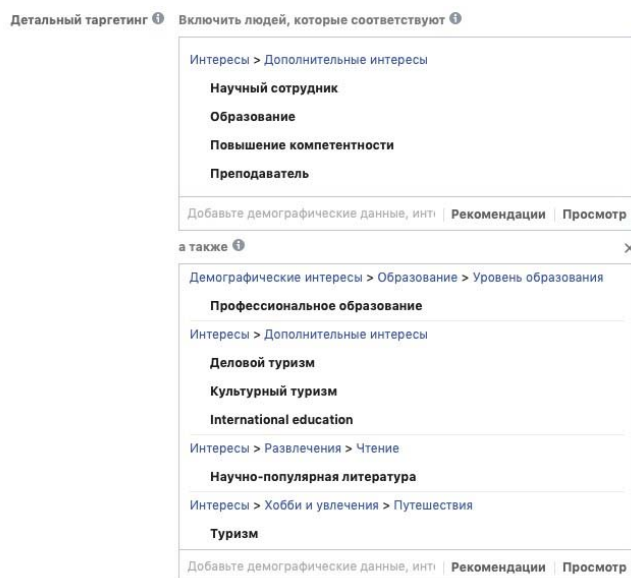 Детальный таргетинг Включить людей, которые соответствуют
Интересы > Дополнительные интересы
Научный сотрудник
Образование
Повышение компетентности
Преподаватель
Добавьте демографические данные, инт Рекомендации Просмотр
а также ×
Демографические интересы > Образование > Уровень образования
Профессиональное образование
Интересы > Дополнительные интересы
Деловой туризм
Культурный туризм
International education
Интересы > Развлечения > Чтение
Научно-популярная литература
Интересы > Хобби и увлечения > Путешествия
Туризм
Добавьте демографические данные, инт Рекомендации Просмотр